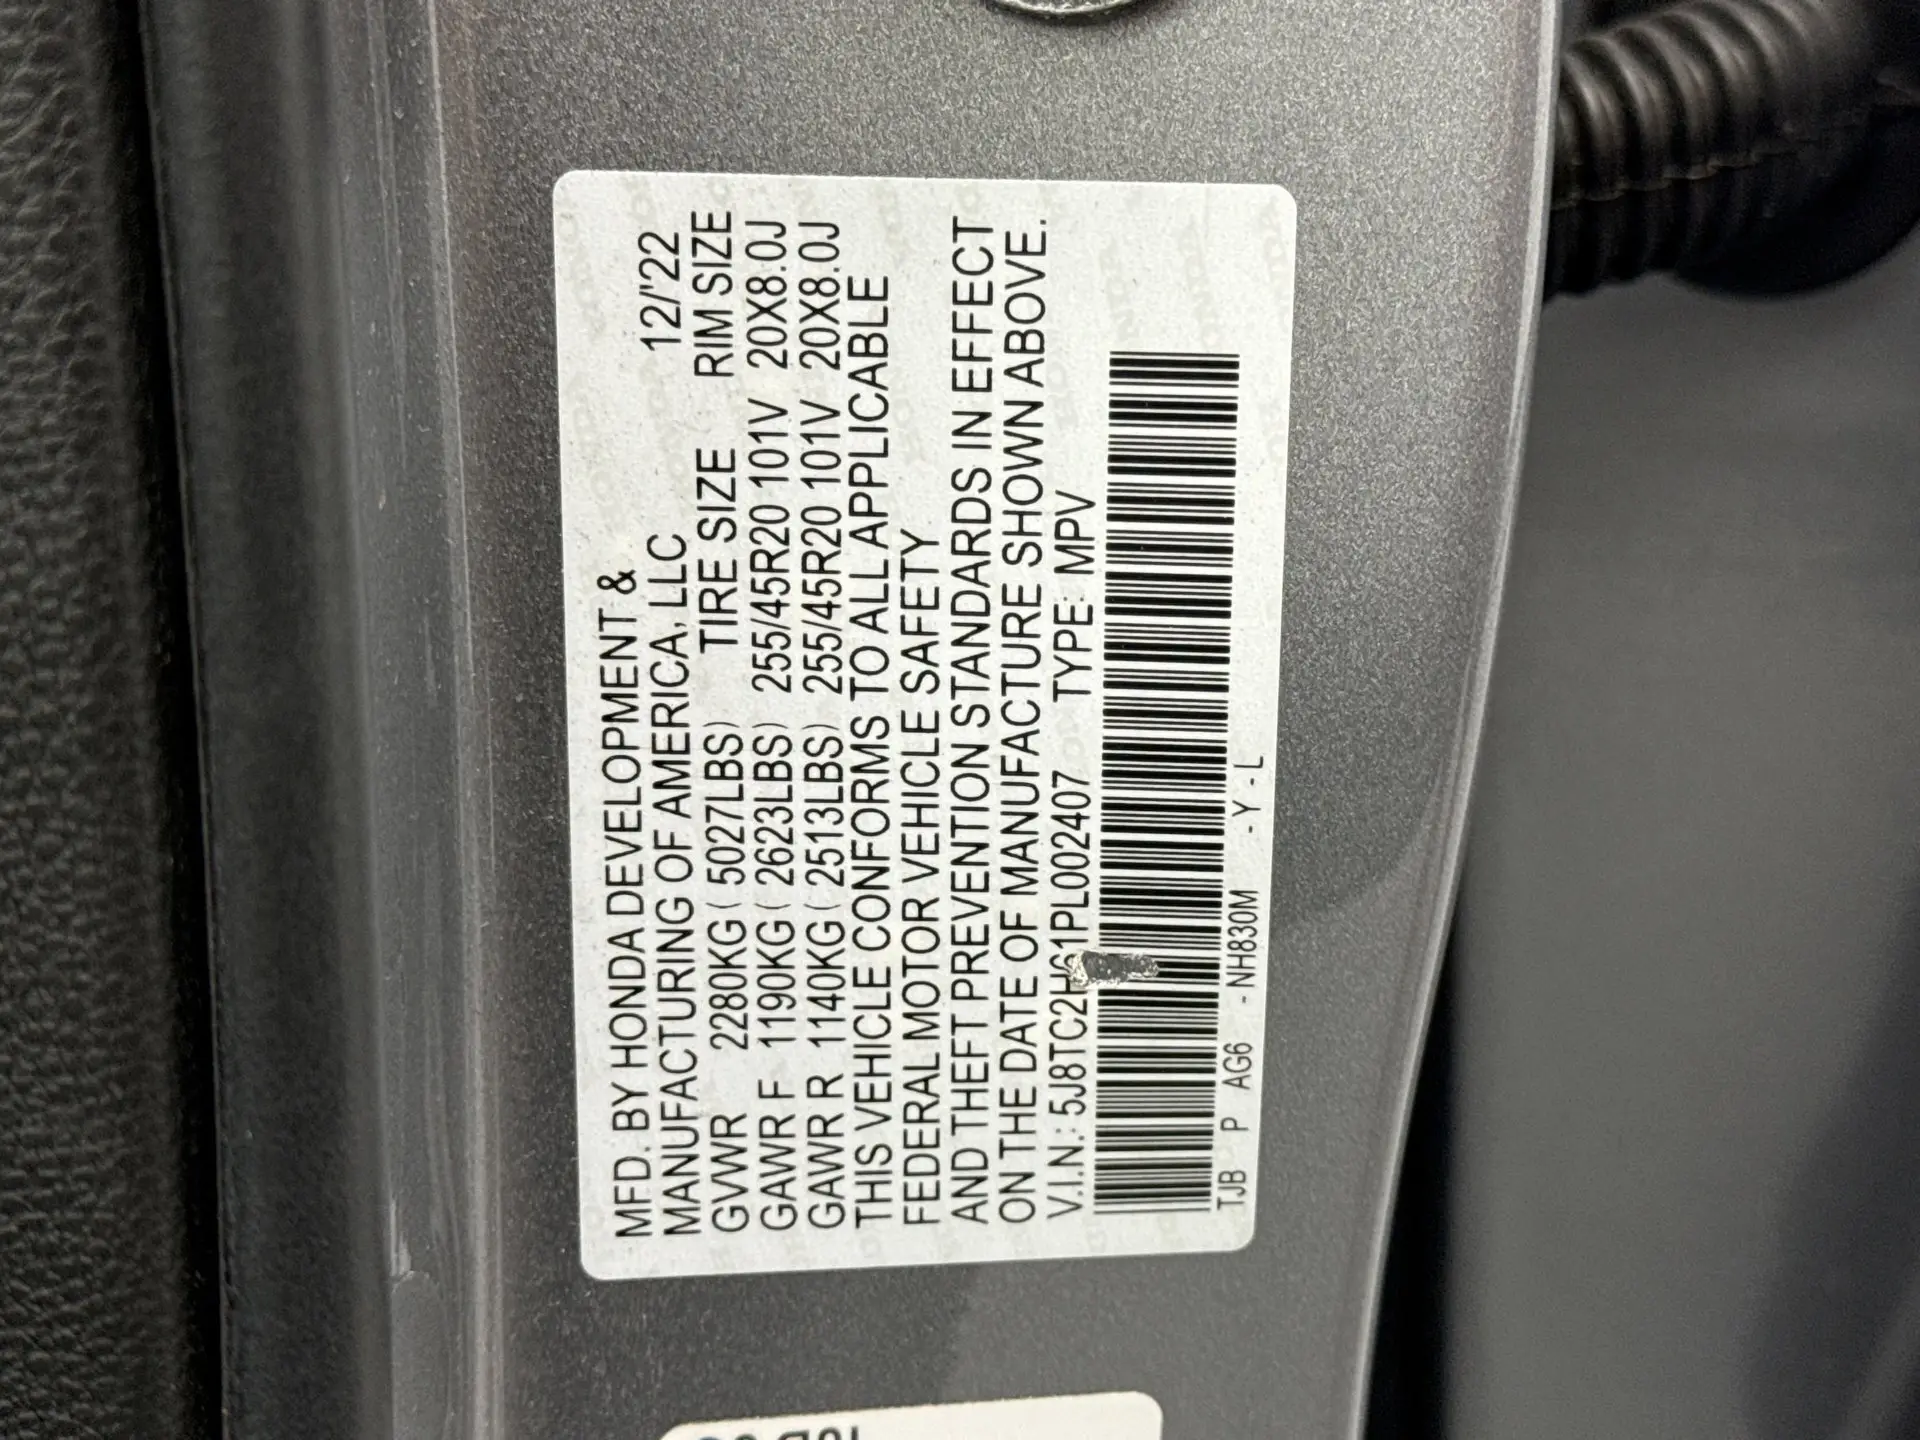 MFD. BY HONDA DEVELOPMENT &
MANUFACTURING OF AMERICA, LLC 12/'22
GVWR 2280KG ( 5027LBS) TIRE SIZE RIM SIZE
GAWR F 1190KG ( 2623LBS) 255/45R20 101V 20X8.0J
GAWR R 1140KG ( 2513LBS) 255/45R20 101V 20X8.0J
THIS VEHICLE CONFORMS TO ALL APPLICABLE
FEDERAL MOTOR VEHICLE SAFETY
AND THEFT PREVENTION STANDARDS IN EFFECT
ON THE DATE OF MANUFACTURE SHOWN ABOVE.
V.I.N.: 5J8TC2H61PL002407 TYPE: MPV
TJB P AG6 -NH830M -Y-L